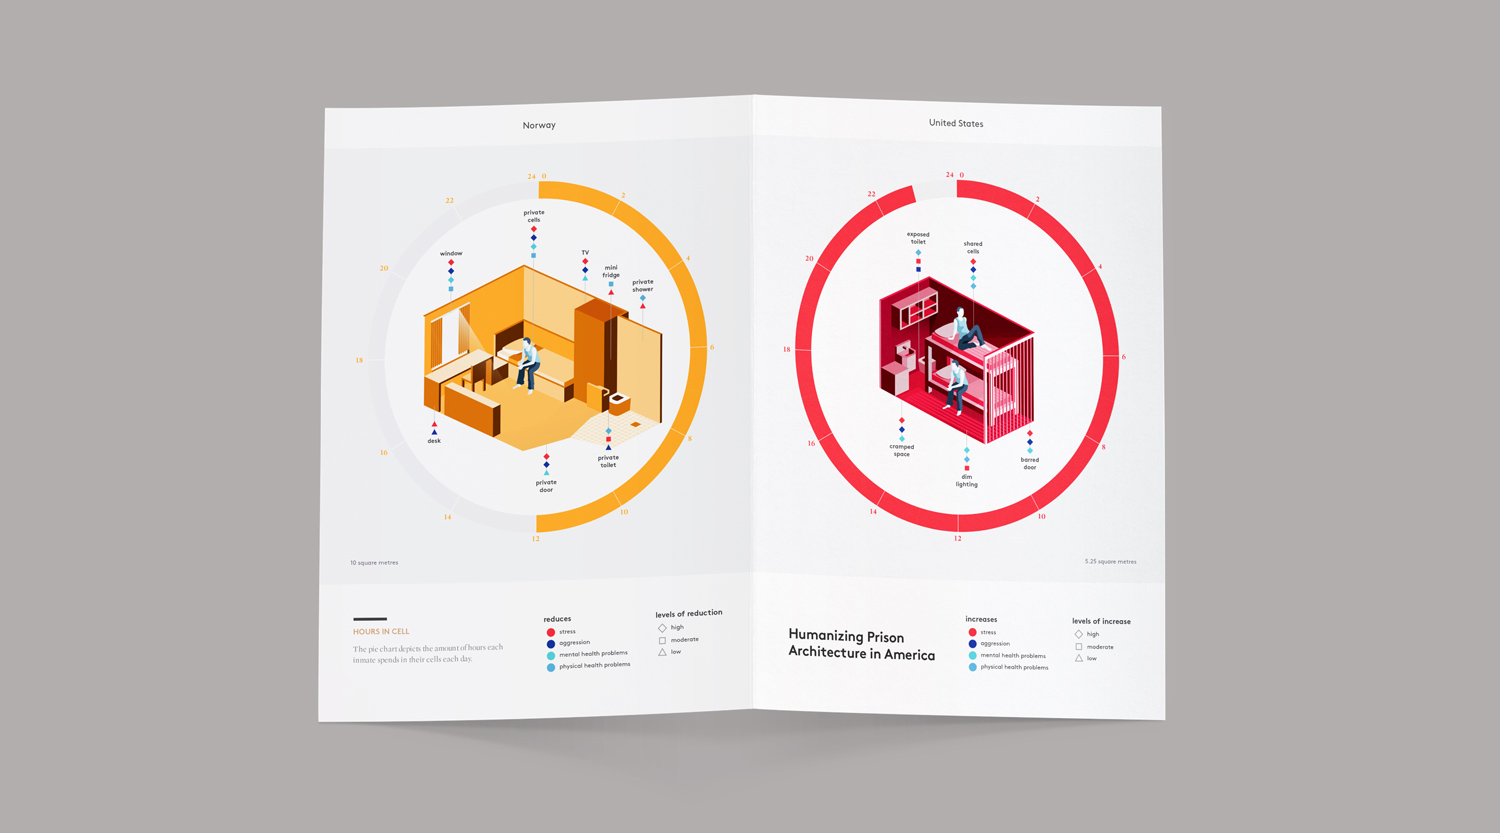 Norway
24 0
2
4
6
8
10
12
14
16
18
20
22
private
cells
window
TV
mini
fridge
private
shower
desk
private
door
private
toilet
10 square metres
HOURS IN CELL
The pie chart depicts the amount of hours each
inmate spends in their cells each day.
reduces
stress
aggression
mental health problems
physical health problems
levels of reduction
high
moderate
low
United States
24 0
2
4
6
8
10
12
14
16
18
20
22
exposed
toilet
shared
cells
cramped
space
dim
lighting
barred
door
5.25 square metres
Humanizing Prison
Architecture in America
increases
stress
aggression
mental health problems
physical health problems
levels of increase
high
moderate
low